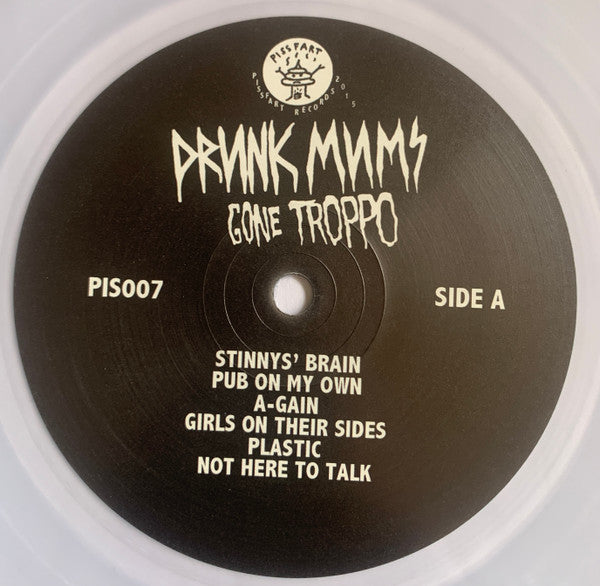 PISSFART
PISSFART RECORDS 2015
DRUNK MUMS
GONE TROPPO
PIS007
SIDE A
STINNYS' BRAIN
PUB ON MY OWN
A-GAIN
GIRLS ON THEIR SIDES
PLASTIC
NOT HERE TO TALK